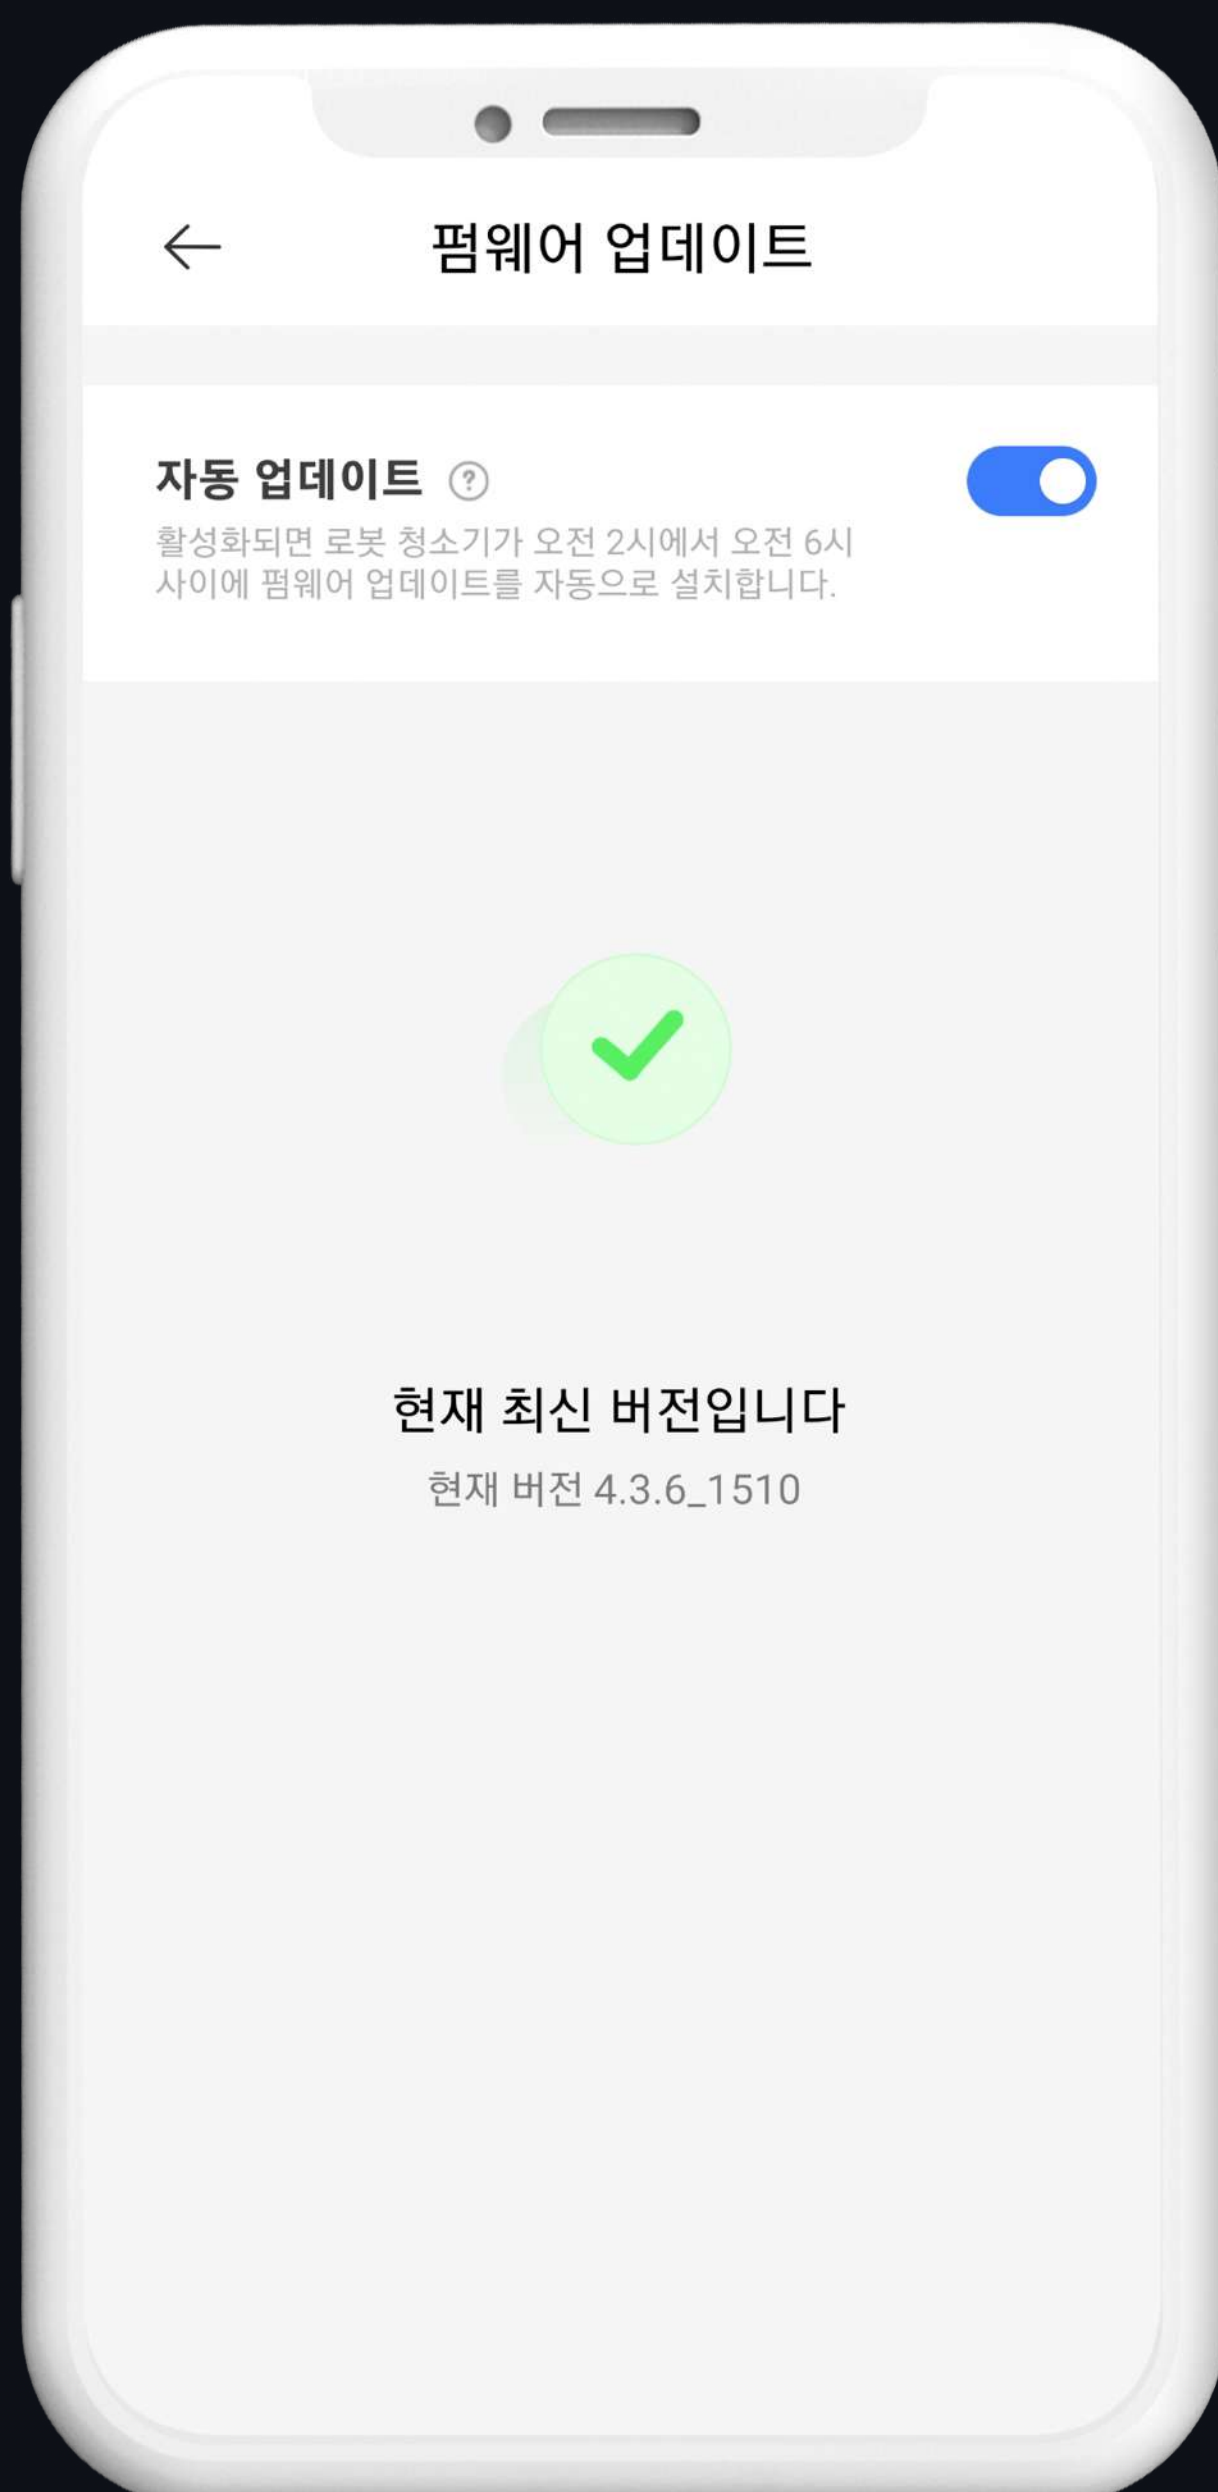 펌웨어 업데이트
자동 업데이트 ?
활성화되면 로봇 청소기가 오전 2시에서 오전 6시
사이에 펌웨어 업데이트를 자동으로 설치합니다.
현재 최신 버전입니다
현재 버전 4.3.6_1510